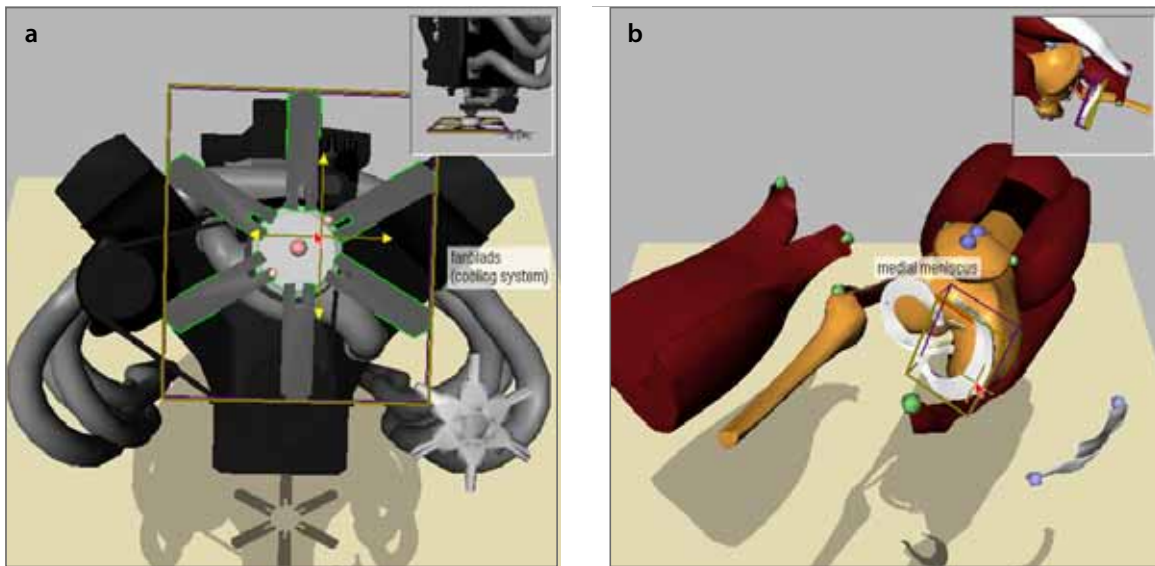 a
fanblads
(cooling system)
b
medial meniscus